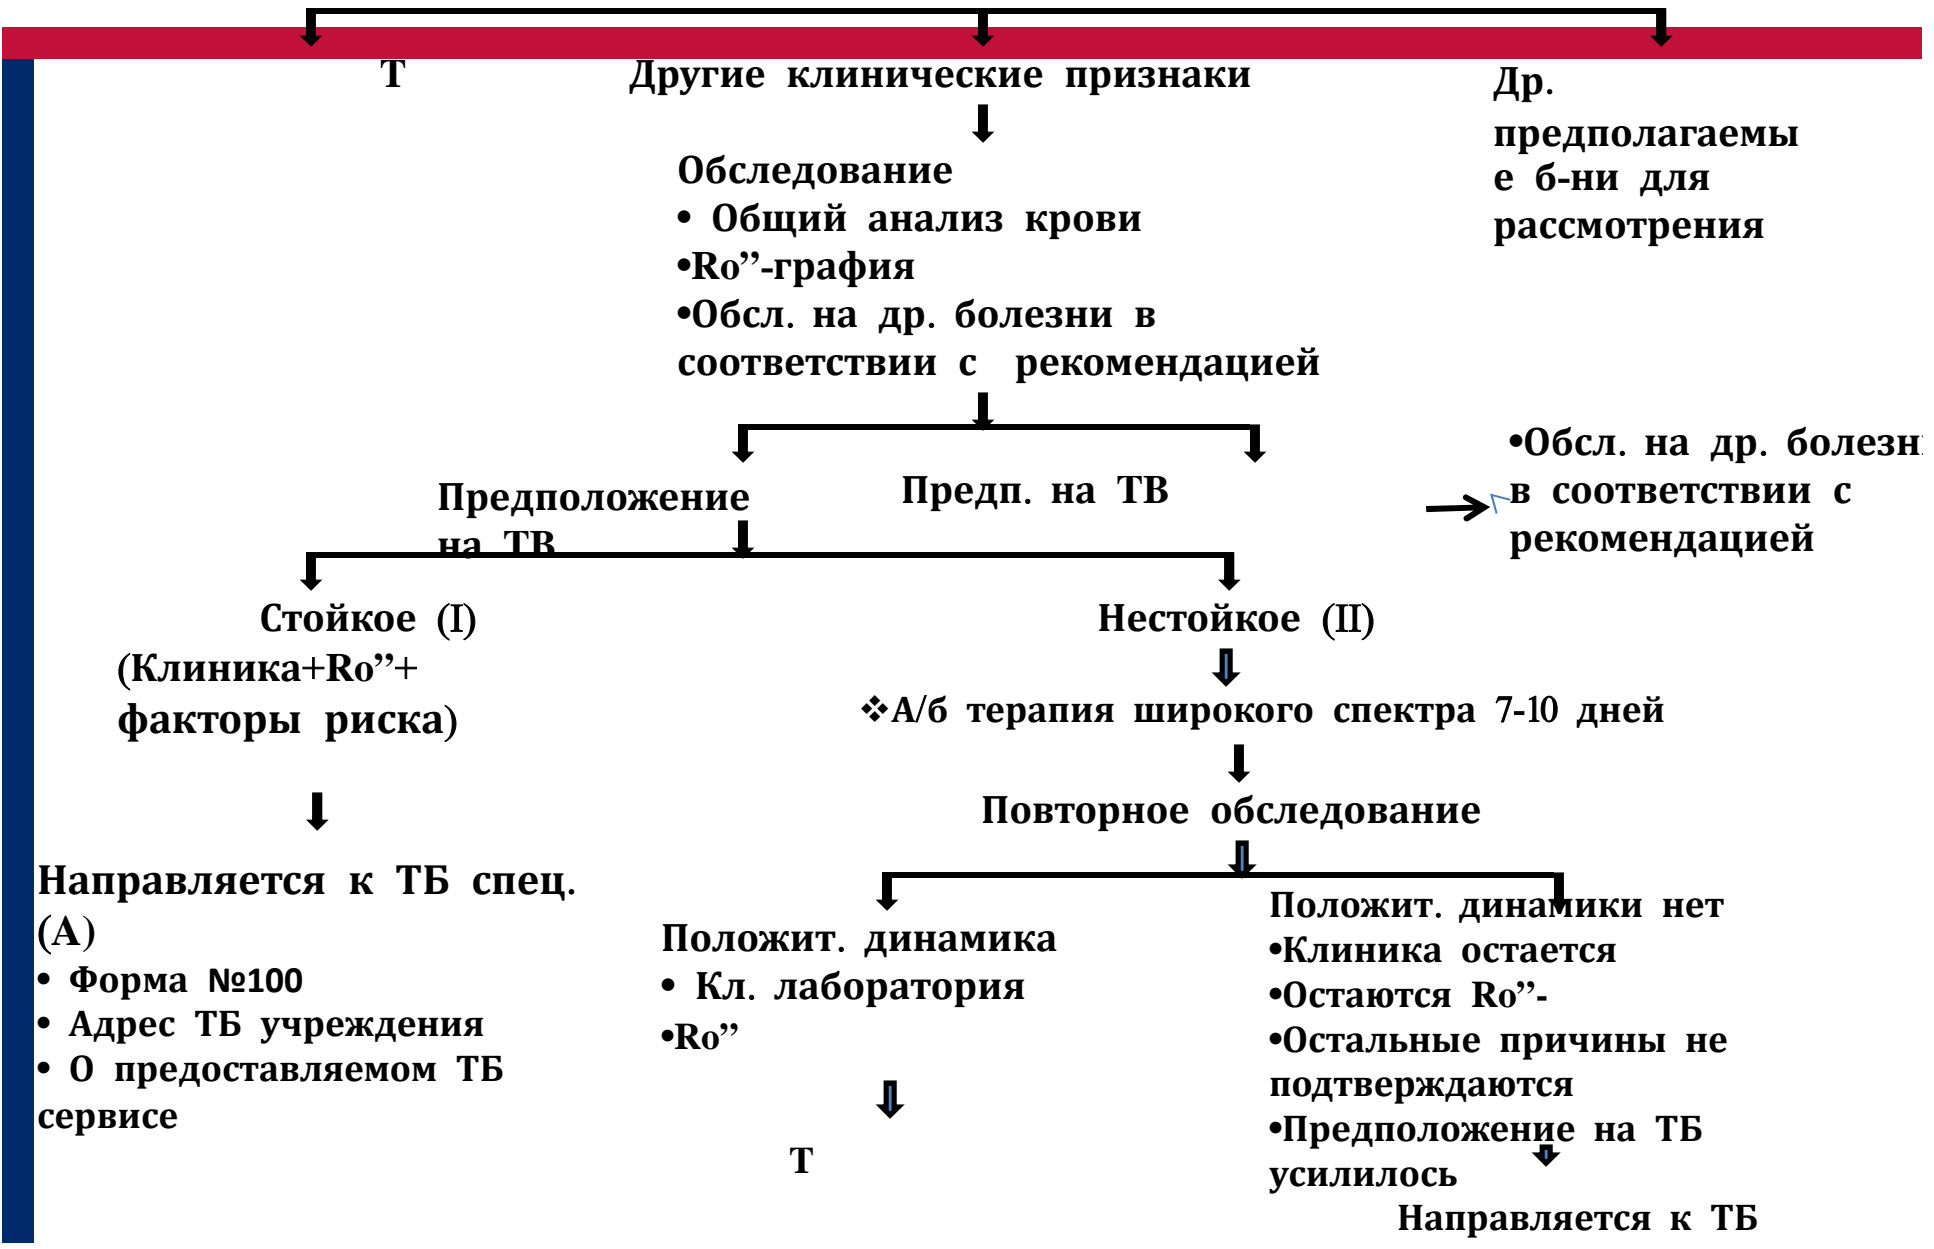 Т
Другие клинические признаки
Др.
предполагаемы
е б-ни для
рассмотрения
Обследование
• Общий анализ крови
•Ro”-графия
•Обсл. на др. болезни в
соответствии с рекомендацией
Предположение
на ТВ
Предп. на ТВ
•Обсл. на др. болезн
в соответствии с
рекомендацией
Стойкое (I)
(Клиника+Ro”+
факторы риска)
Нестойкое (II)
❖А/б терапия широкого спектра 7-10 дней
Повторное обследование
Направляется к ТБ спец.
(А)
• Форма №100
• Адрес ТБ учреждения
• О предоставляемом ТБ
сервисе
Положит. динамика
• Кл. лаборатория
•Ro”
Т
Положит. динамики нет
•Клиника остается
•Остаются Ro”-
•Остальные причины не
подтверждаются
•Предположение на ТБ
усилилось
Направляется к ТБ